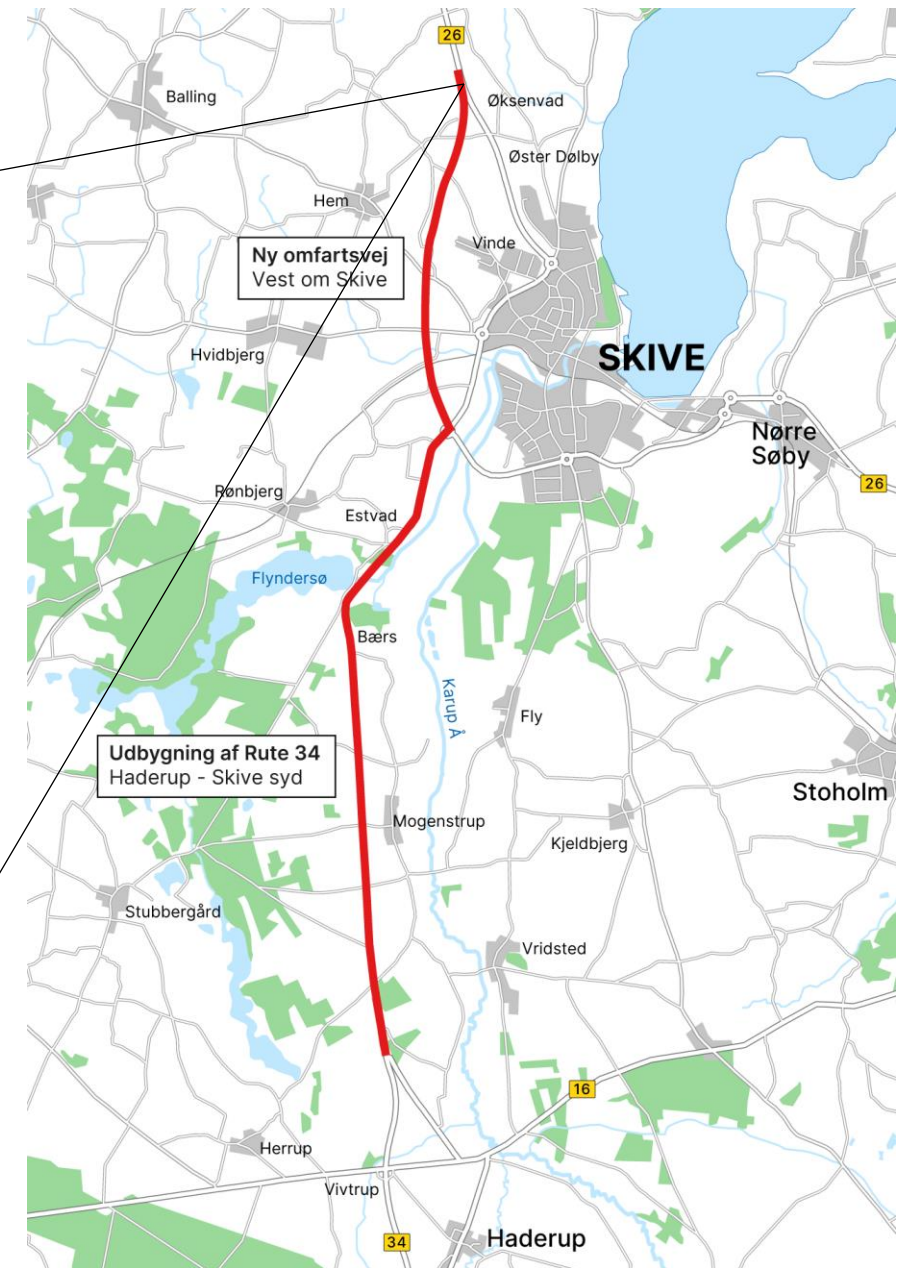 26
Balling
Øksenvad
Øster Dølby
Hem
Vinde
Ny omfartsvej
Vest om Skive
Hvidbjerg
SKIVE
Nørre
Søby
26
Rønbjerg
Estvad
Flyndersø
Bærs
Karup Å
Fly
Udbygning af Rute 34
Haderup - Skive syd
Stoholm
Mogenstrup
Kjeldbjerg
Stubbergård
Vridsted
16
Herrup
Vivtrup
34
Haderup